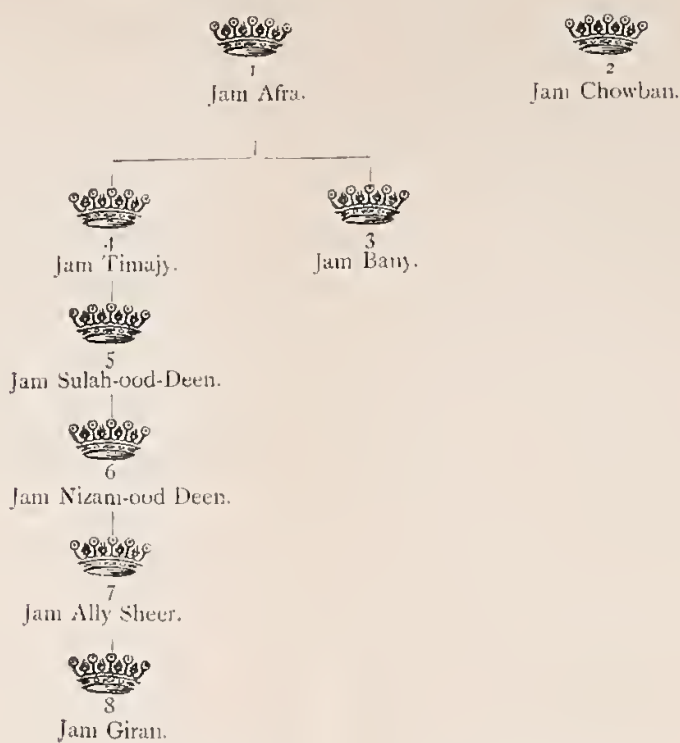 1
Jam Afra.
2
Jam Chowban.
4
Jam Timajy.
3
Jam Bany.
5
Jam Sulah-ood-Deen.
6
Jam Nizam-ood Deen.
7
Jam Ally Sheer.
8
Jam Giran.